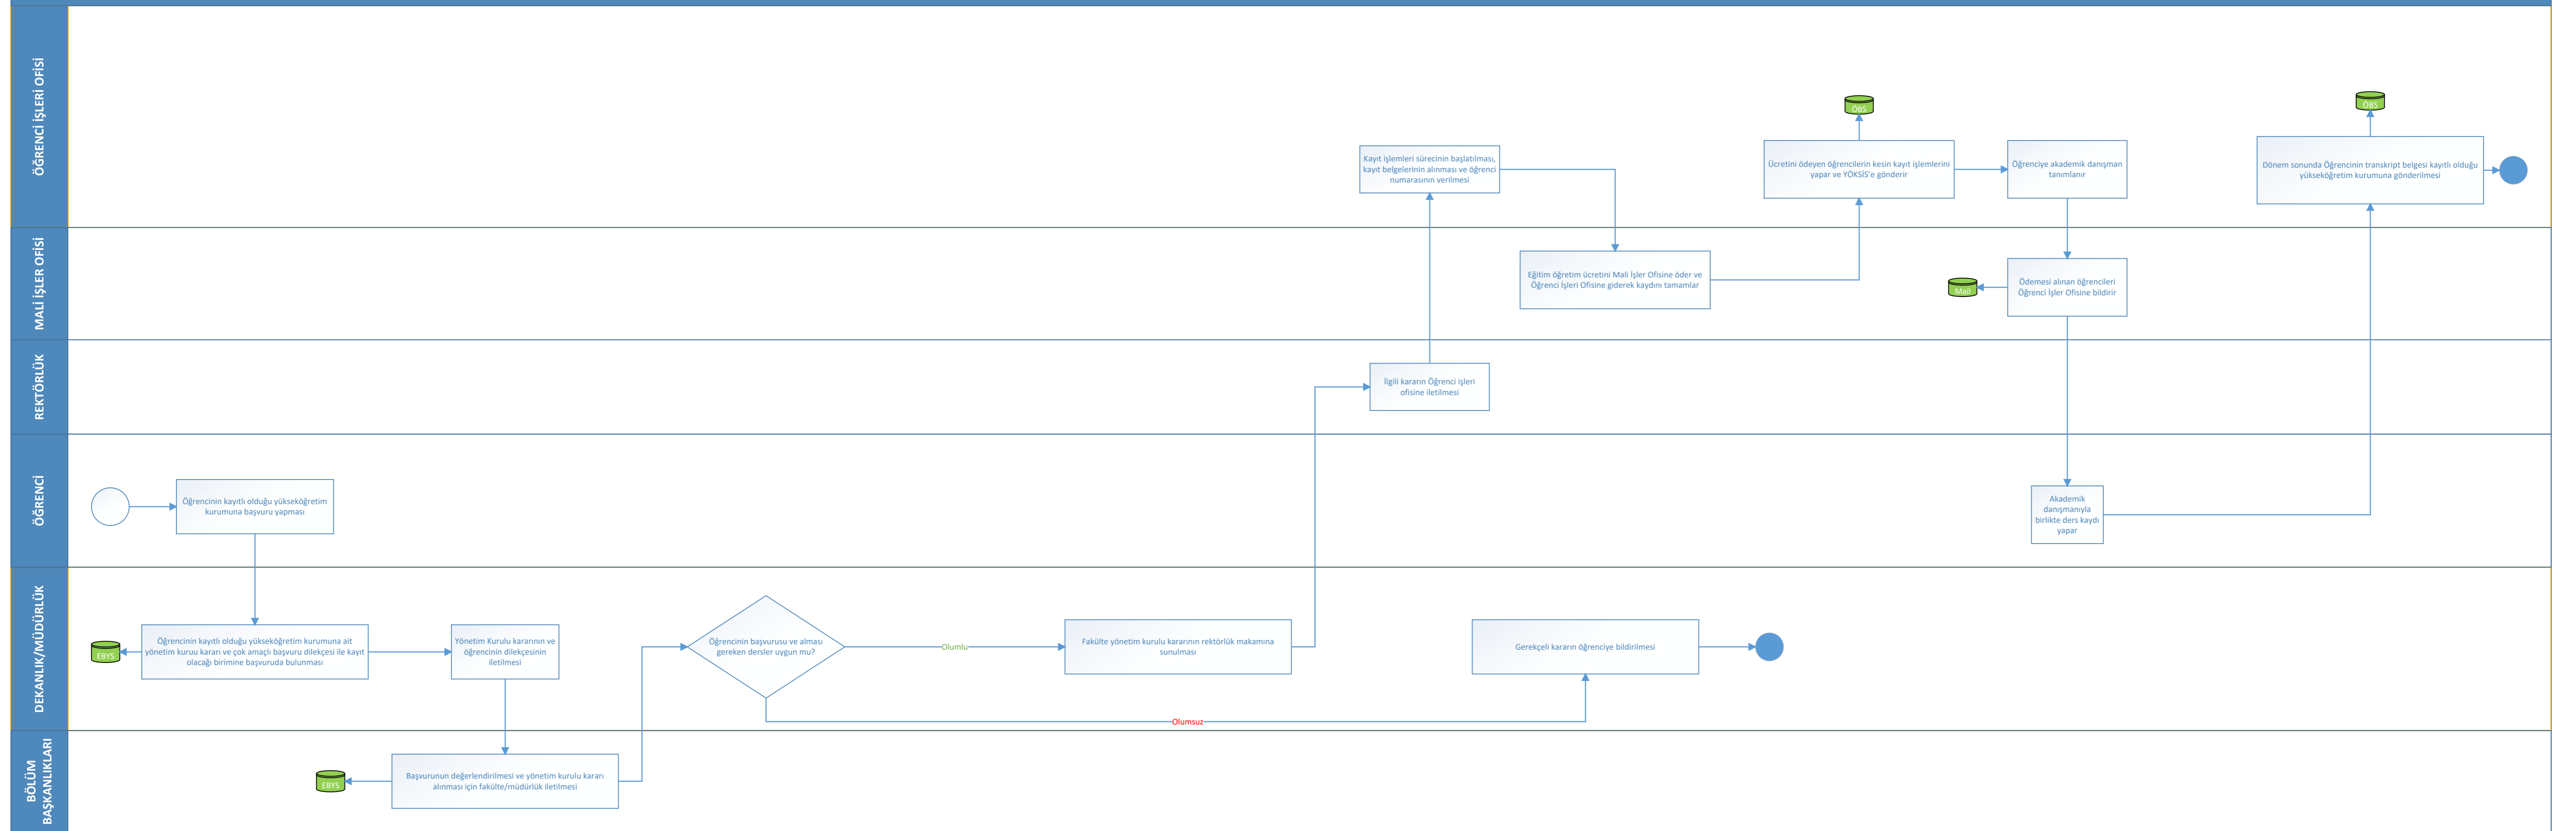 ÖĞRENCİ İŞLERİ OFİSİ
ÖBS
ÖBS
Kayıt işlemleri sürecinin başlatılması,
kayıt belgelerinin alınması ve öğrenci
numarasının verilmesi
Ücretini ödeyen öğrencilerin kesin kayıt işlemlerini
yapar ve YÖKSİS'e gönderir
Öğrenciye akademik danışman
tanımlanır
Dönem sonunda Öğrencinin transkript belgesi kayıtlı olduğu
yükseköğretim kurumuna gönderilmesi
MALİ İŞLER OFİSİ
Eğitim öğretim ücretini Mali İşler Ofisine öder ve
Öğrenci İşleri Ofisine giderek kaydını tamamlar
Mail
Ödemesi alınan öğrencileri
Öğrenci İşler Ofisine bildirir
REKTÖRLÜK
İlgili kararın Öğrenci işleri
ofisine iletilmesi
ÖĞRENCİ
Öğrencinin kayıtlı olduğu yükseköğretim
kurumuna başvuru yapması
Akademik
danışmanıyla
birlikte ders kaydı
yapar
DEKANLIK/MÜDÜRLÜK
EBYS
Öğrencinin kayıtlı olduğu yükseköğretim kurumuna ait
yönetim kuruu kararı ve çok amaçlı başvuru dilekçesi ile kayıt
olacağı birimine başvuruda bulunması
Yönetim Kurulu kararının ve
öğrencinin dilekçesinin
iletilmesi
Öğrencinin başvurusu ve alması
gereken dersler uygun mu?
Olumlu
Fakülte yönetim kurulu kararının rektörlük makamına
sunulması
Gerekçeli kararın öğrenciye bildirilmesi
Olumsuz
BÖLÜM
BAŞKANLIKLARI
EBYS
Başvurunun değerlendirilmesi ve yönetim kurulu kararı
alınması için fakülte/müdürlük iletilmesi